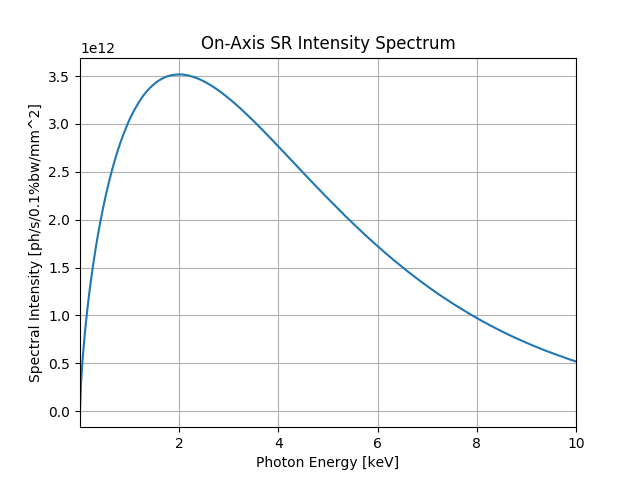 On-Axis SR Intensity Spectrum
1e12
3.5
3.0
2.5
2.0
1.5
1.0
0.5
0.0
Spectral Intensity [ph/s/0.1%bw/mm^2]
2 4 6 8 10
Photon Energy [keV]